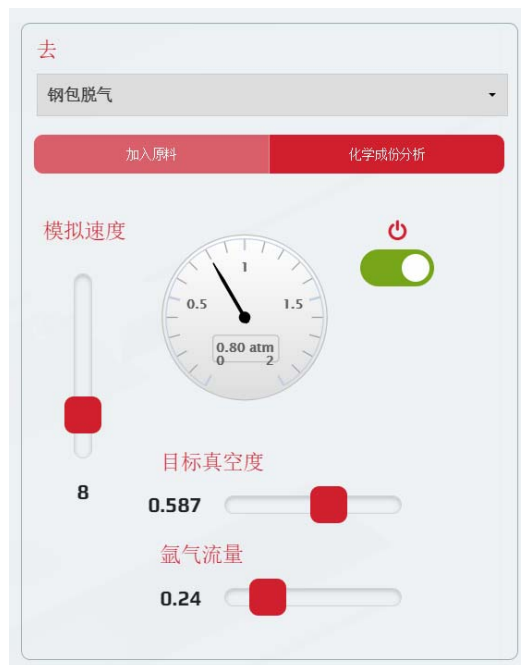 去
钢包脱气
加入原料
化学成份分析
模拟速度
1
0.5
1.5
0.80 atm
0 2
8
目标真空度
0.587
氩气流量
0.24